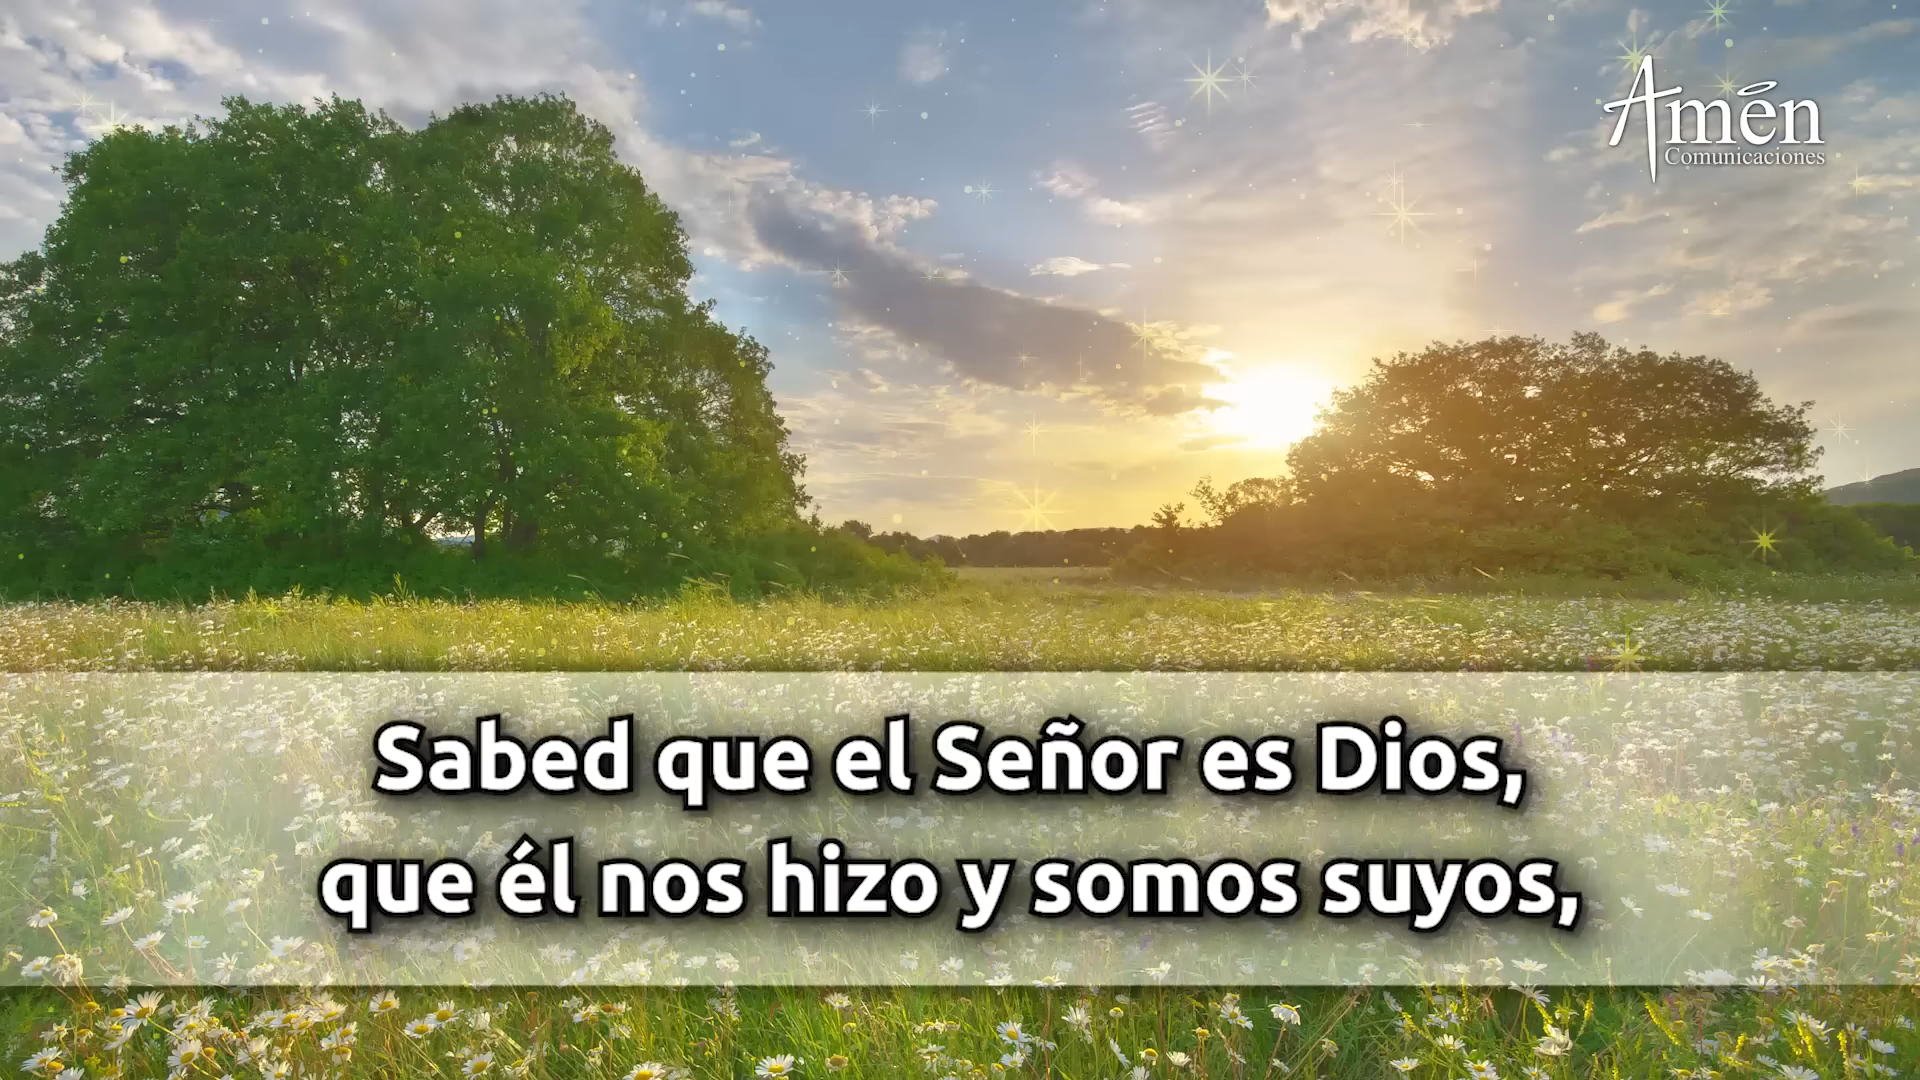 Amén
Comunicaciones
Sabed que el Señor es Dios,
que él nos hizo y somos suyos,